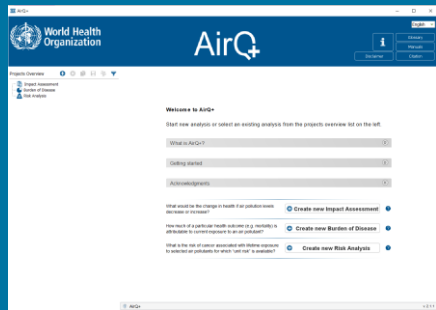 AirQ+
World Health
Organization
AirQ+
English
Glossary
Manuals
Disclaimer
Citation
Projects Overview
Impact Assessment
Burden of Disease
Risk Analysis
Welcome to AirQ+
Start new analysis or select an existing analysis from the projects overview list on the left.
What is AirQ+?
Getting started
Acknowledgments
What would be the change in health if air pollution levels
decrease or increase?
Create new Impact Assessment
How much of a particular health outcome (e.g. mortality) is
attributable to current exposure to an air pollutant?
Create new Burden of Disease
What is the risk of cancer associated with lifetime exposure
to selected air pollutants for which "unit risk" is available?
Create new Risk Analysis
AirQ+